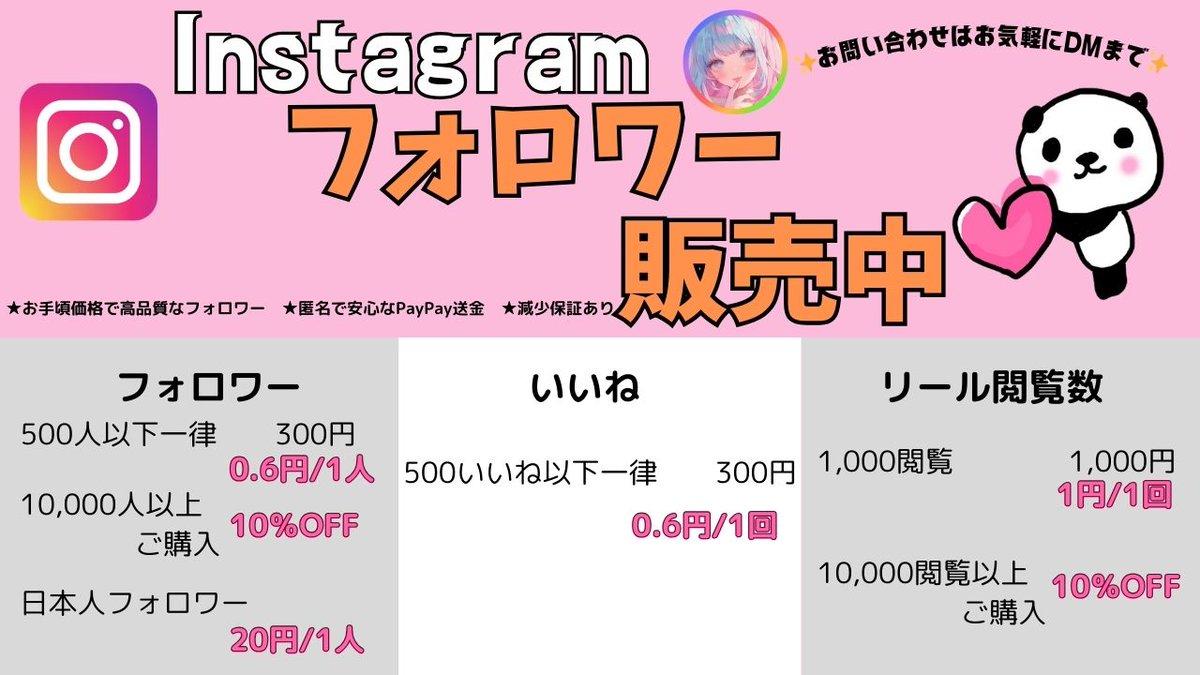 Instagram
フォロワー
販売中
✨お問い合わせはお気軽にDMまで✨
★お手頃価格で高品質なフォロワー ★匿名で安心なPayPay送金 ★減少保証あり
フォロワー
500人以下一律 300円
0.6円/1人
10,000人以上
ご購入
10%OFF
日本人フォロワー
20円/1人
いいね
500いいね以下一律 300円
0.6円/1回
リール閲覧数
1,000閲覧 1,000円
1円/1回
10,000閲覧以上
ご購入
10%OFF